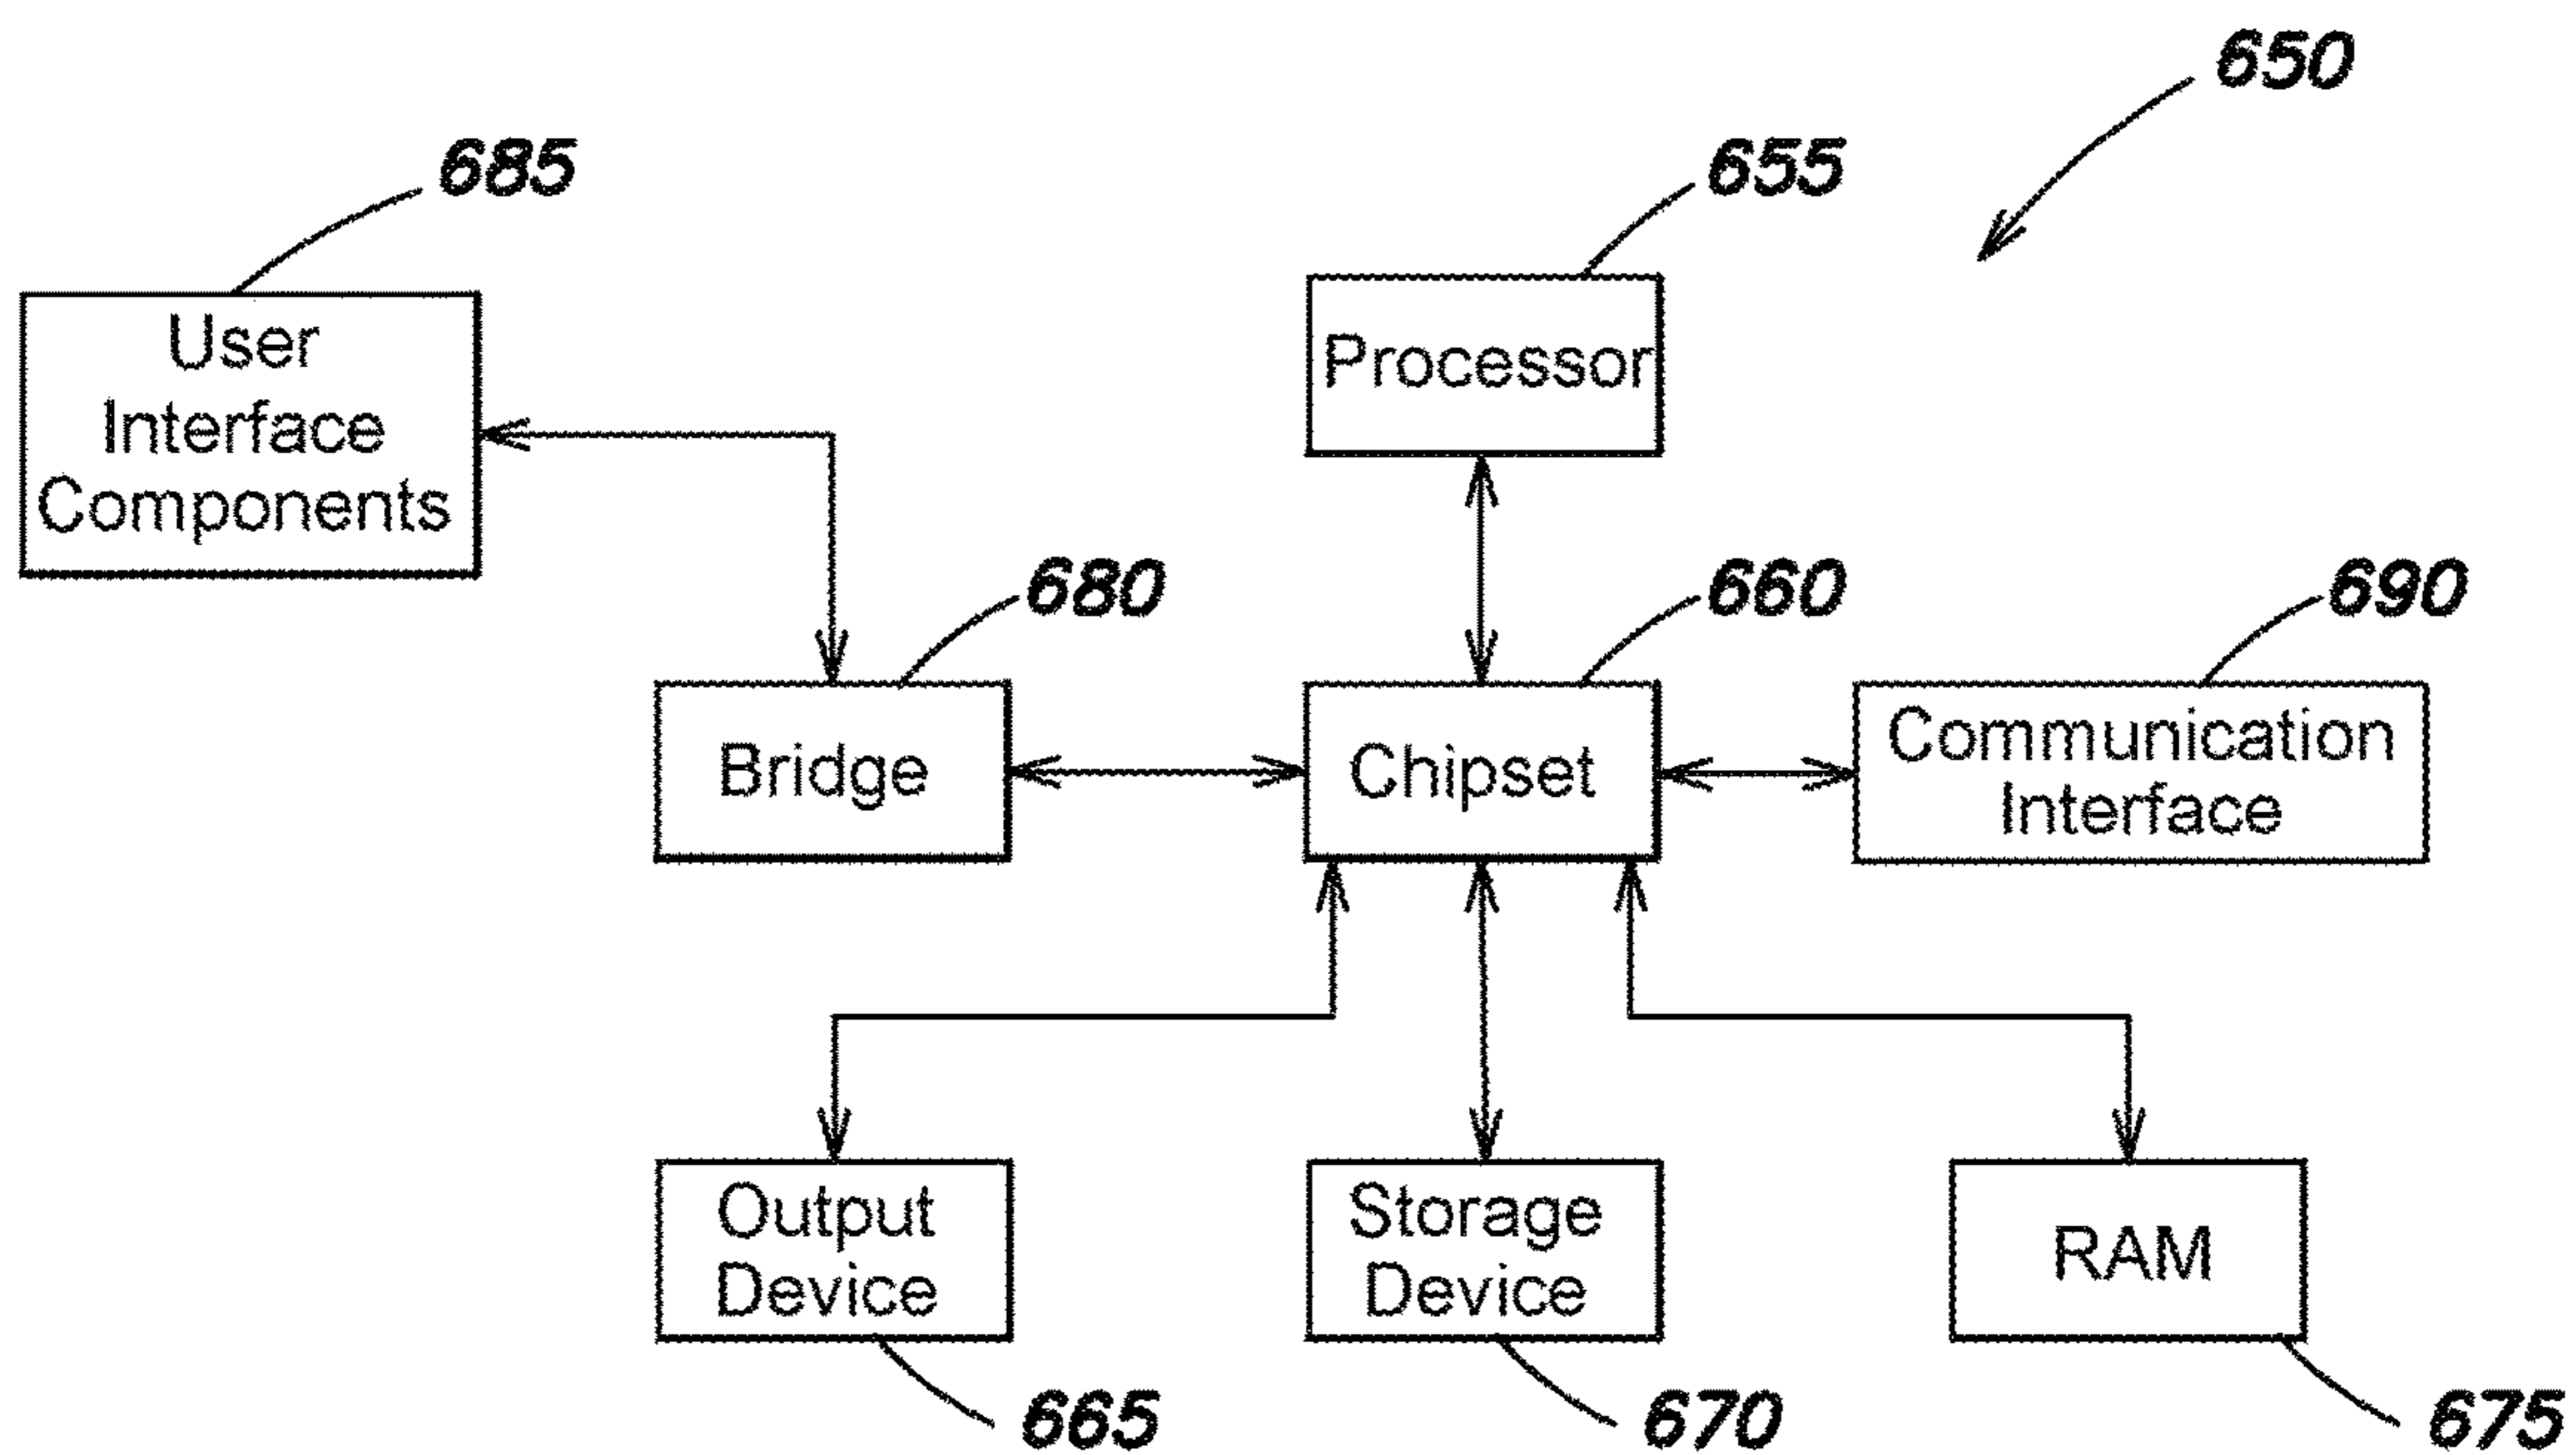 650
685
655
User
Interface
Components
Processor
680
660
690
Bridge
Chipset
Communication
Interface
Output
Device
Storage
Device
RAM
665
670
675